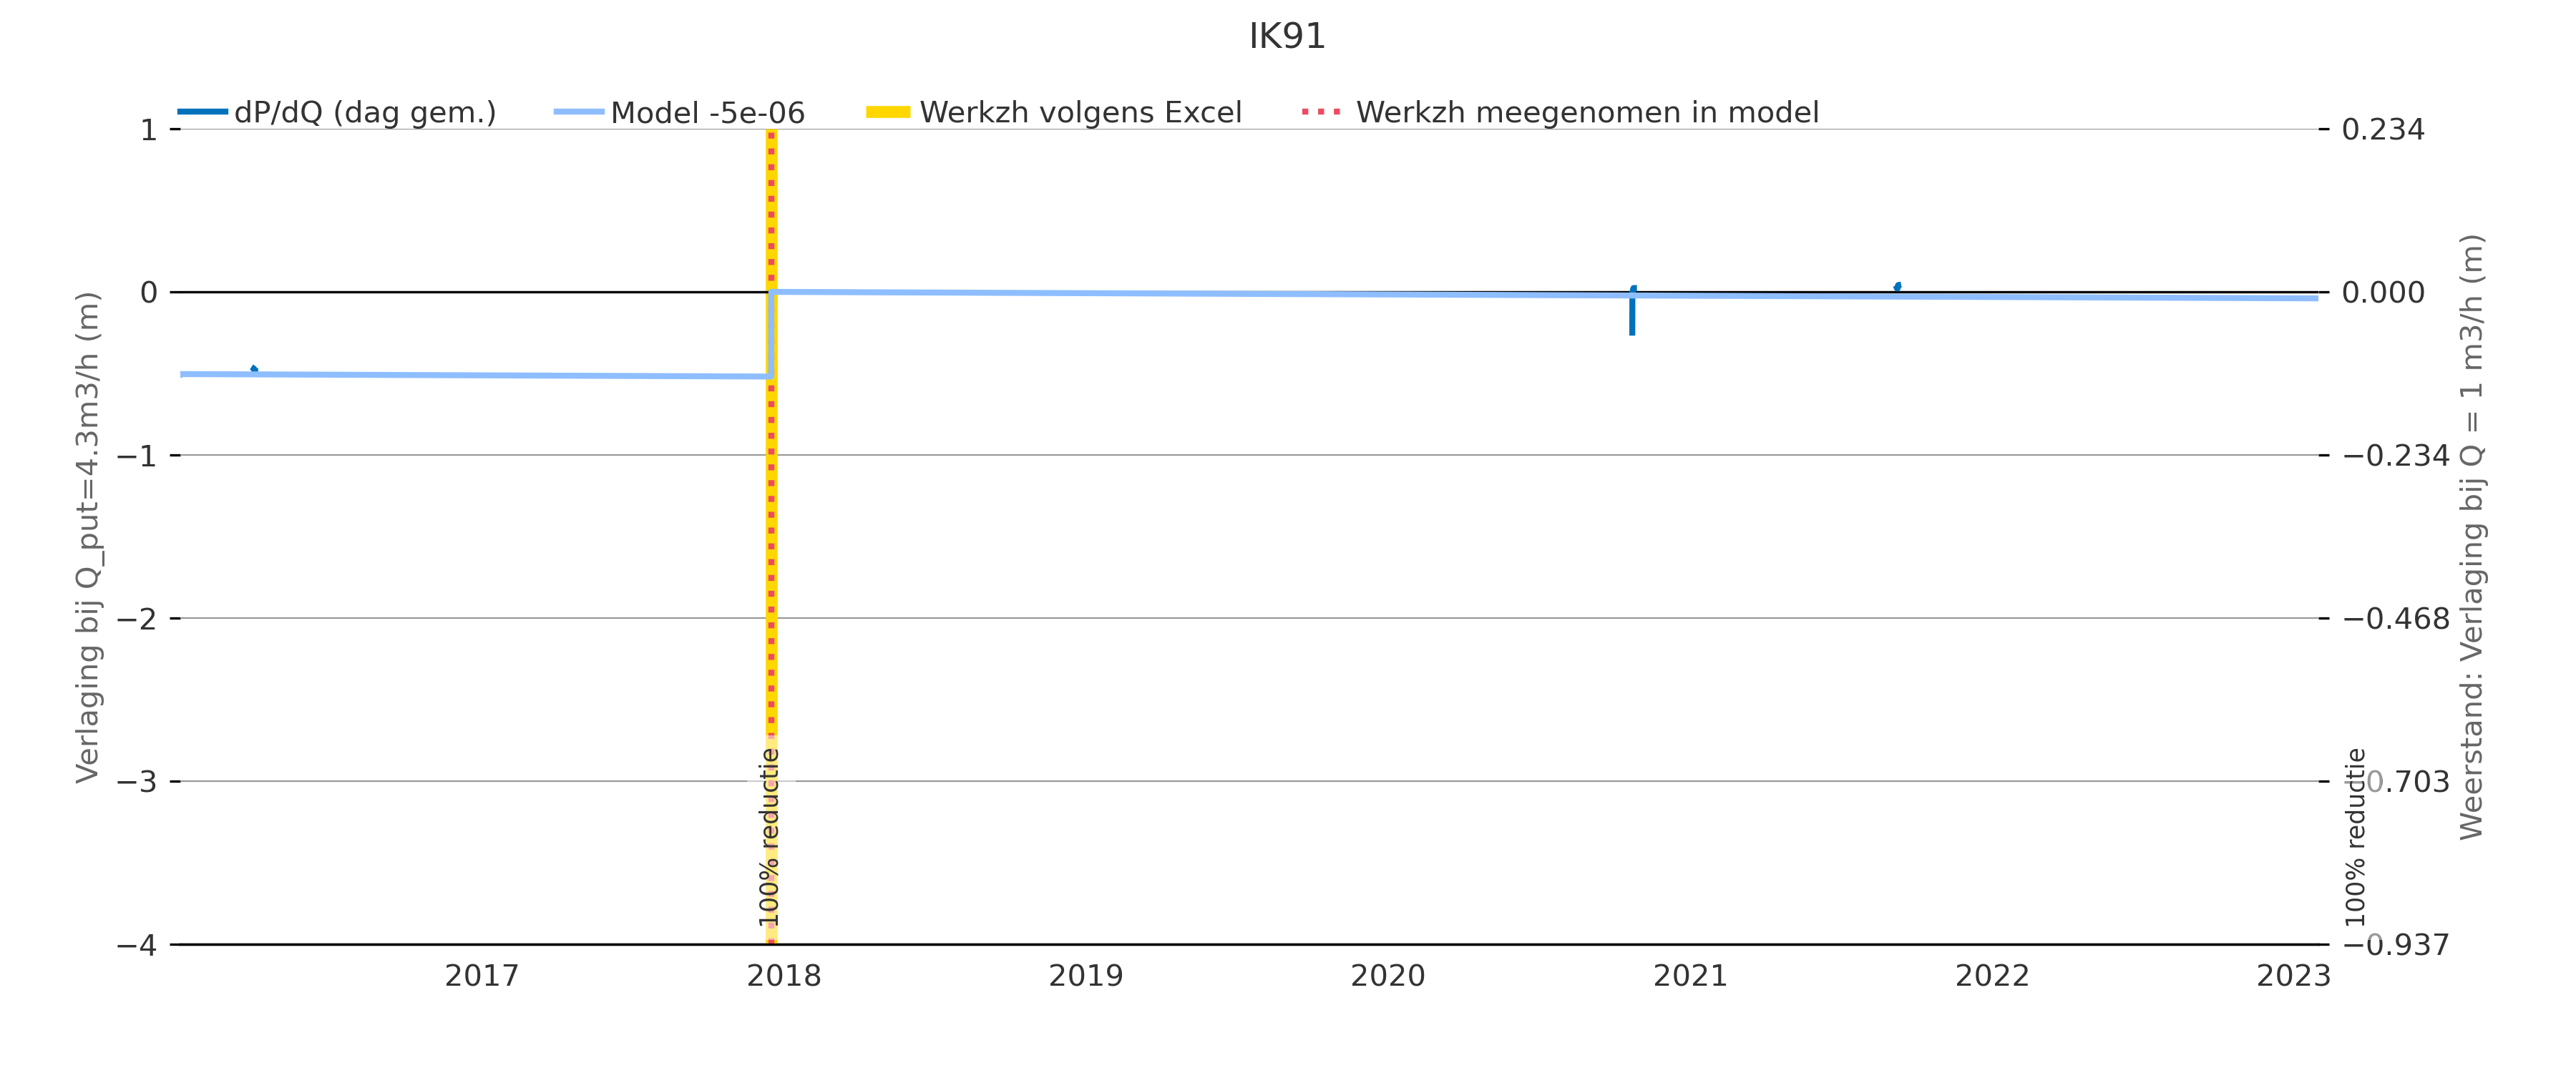 IK91
dP/dQ (dag gem.) Model -5e-06 Werkzh volgens Excel Werkzh meegenomen in model
1
0
−1
−2
−3
−4
Verlaging bij Q_put=4.3m3/h (m)
0.234
0.000
−0.234
−0.468
−0.703
−0.937
Weerstand: Verlaging bij Q = 1 m3/h (m)
100% reductie
100% reductie
2017 2018 2019 2020 2021 2022 2023